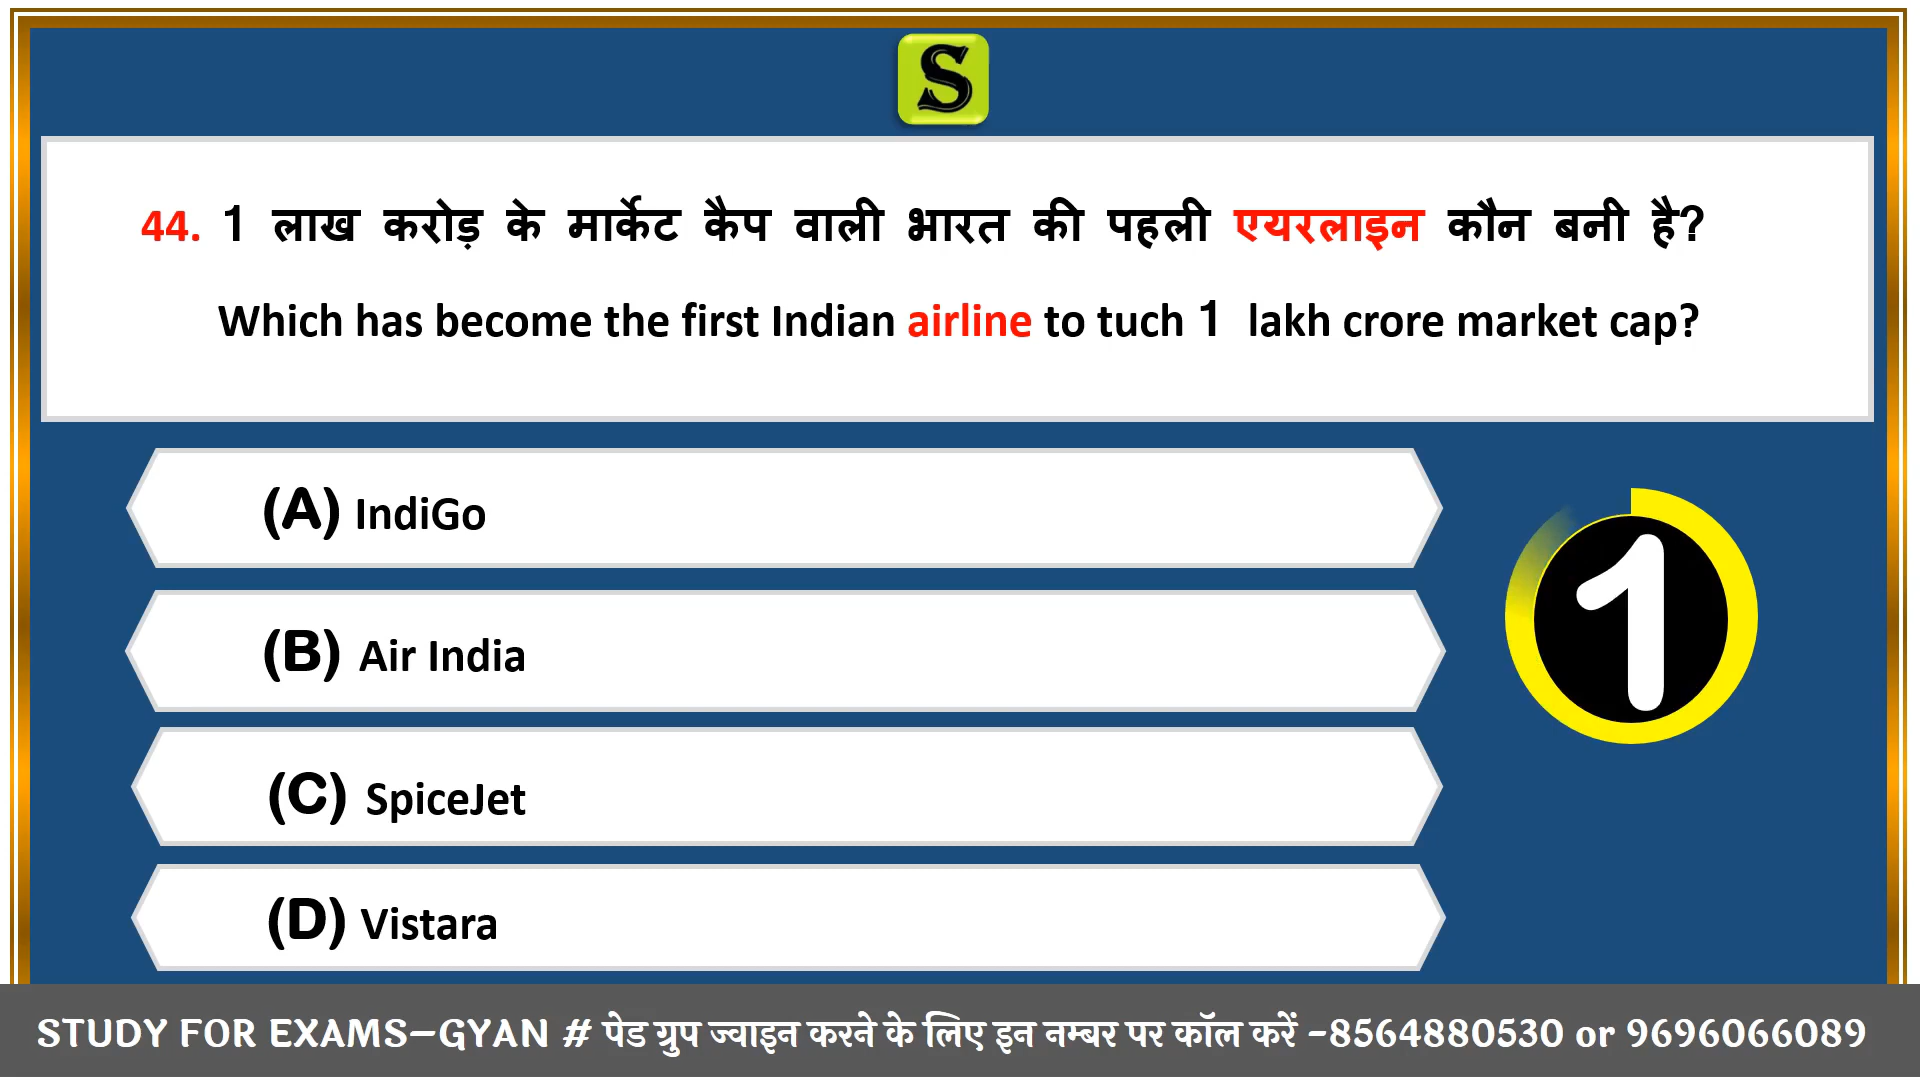 S
44. 1 लाख करोड़ के मार्केट कैप वाली भारत की पहली एयरलाइन कौन बनी है?
Which has become the first Indian airline to tuch 1 lakh crore market cap?
(A) IndiGo
(B) Air India
(C) SpiceJet
(D) Vistara
1
STUDY FOR EXAMS–GYAN # पेड ग्रुप ज्वाइन करने के लिए इन नम्बर पर कॉल करें -8564880530 or 9696066089